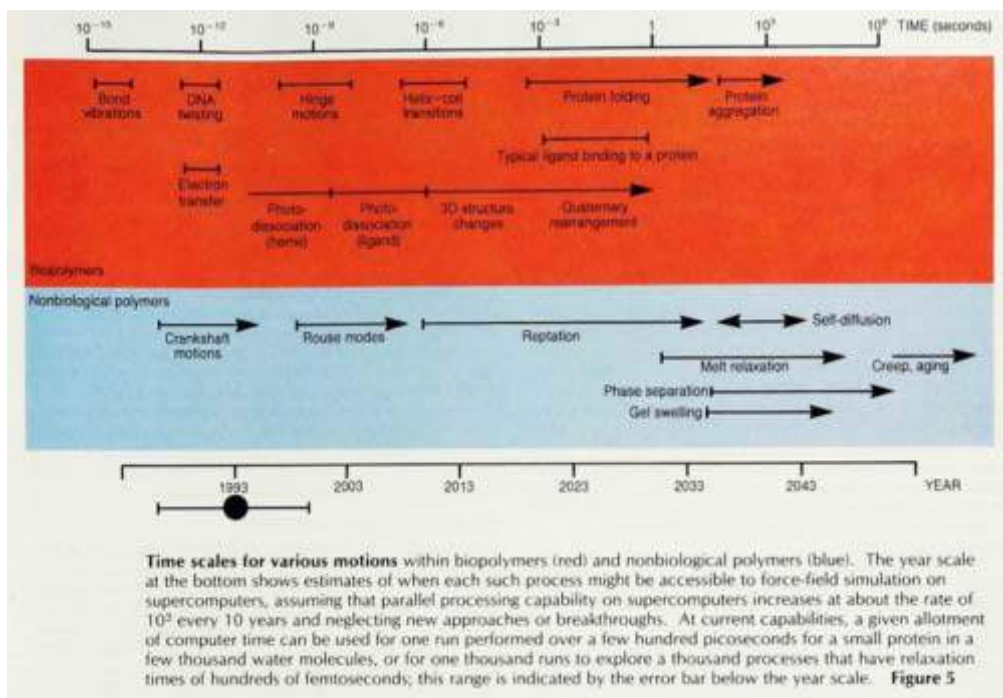 10⁻¹⁵ 10⁻¹² 10⁻⁹ 10⁻⁶ 10⁻³ 1 10³ 10⁶ TIME (seconds)
Bond
vibrations
DNA
twisting
Hinge
motions
Helix–coil
transitions
Protein folding
Protein
aggregation
Typical ligand binding to a protein
Electron
transfer
Photo-
dissociation
(heme)
Photo-
dissociation
(ligand)
3D structure
changes
Quaternary
rearrangement
Biopolymers
Nonbiological polymers
Crankshaft
motions
Rouse modes
Reptation
Self-diffusion
Melt relaxation
Creep, aging
Phase separation
Gel swelling
1993 2003 2013 2023 2033 2043 YEAR
Time scales for various motions within biopolymers (red) and nonbiological polymers (blue). The year scale
at the bottom shows estimates of when each such process might be accessible to force-field simulation on
supercomputers, assuming that parallel processing capability on supercomputers increases at about the rate of
10³ every 10 years and neglecting new approaches or breakthroughs. At current capabilities, a given allotment
of computer time can be used for one run performed over a few hundred picoseconds for a small protein in a
few thousand water molecules, or for one thousand runs to explore a thousand processes that have relaxation
times of hundreds of femtoseconds; this range is indicated by the error bar below the year scale. Figure 5